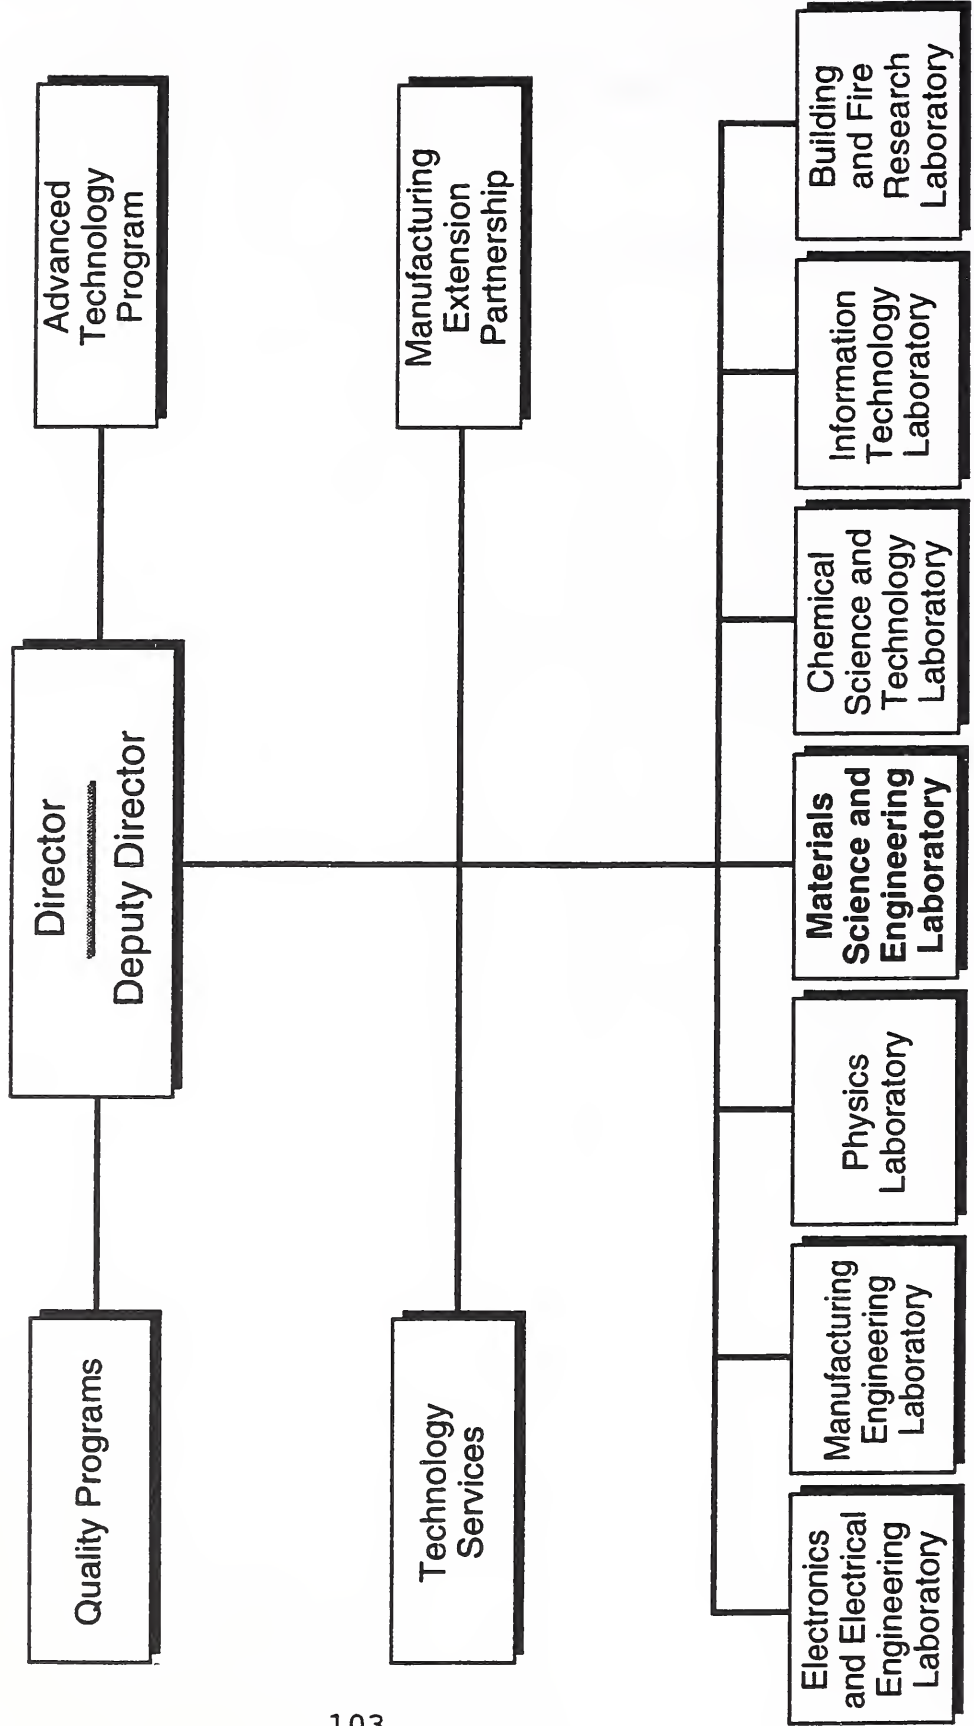 Director
Deputy Director
Quality Programs
Advanced
Technology
Program
Technology
Services
Manufacturing
Extension
Partnership
Electronics
and Electrical
Engineering
Laboratory
Manufacturing
Engineering
Laboratory
Physics
Laboratory
Materials
Science and
Engineering
Laboratory
Chemical
Science and
Technology
Laboratory
Information
Technology
Laboratory
Building
and Fire
Research
Laboratory
103